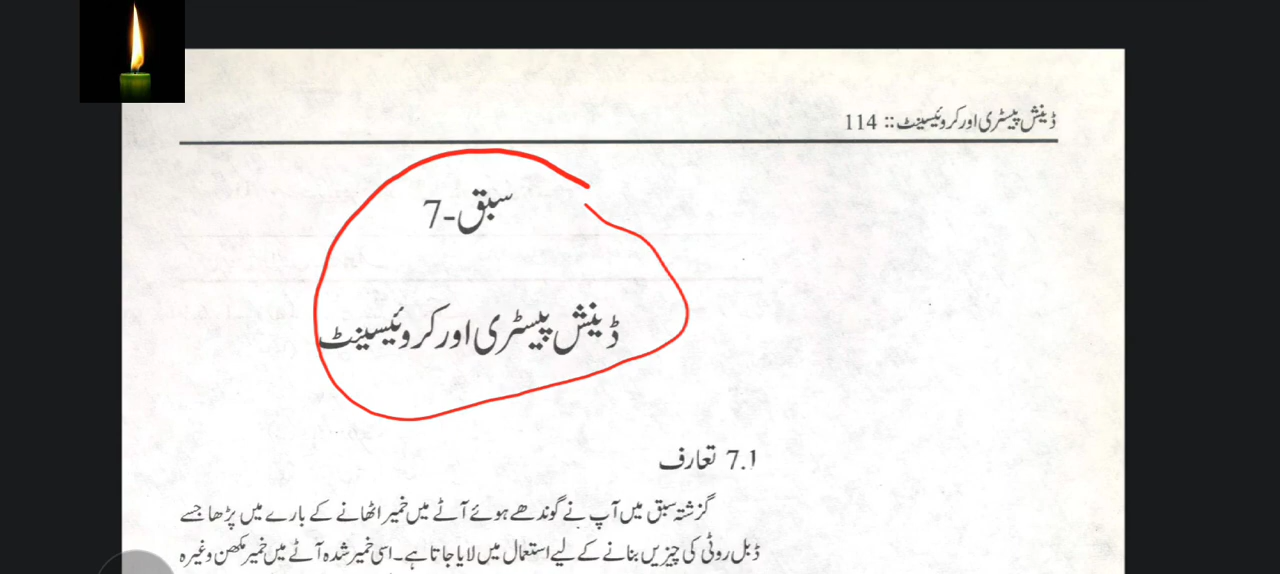 ڈینش پیسٹری اور کروئیسینٹ :: 114
سبق-7
ڈینش پیسٹری اور کروئیسینٹ
7.1 تعارف
گزشتہ سبق میں آپ نے گوندھے ہوئے آٹے میں خمیر اٹھانے کے بارے میں پڑھا جسے
ڈبل روٹی کی چیزیں بنانے کے لیے استعمال میں لایا جاتا ہے۔ اسی خمیر شدہ آٹے میں خمیر مکھن وغیرہ